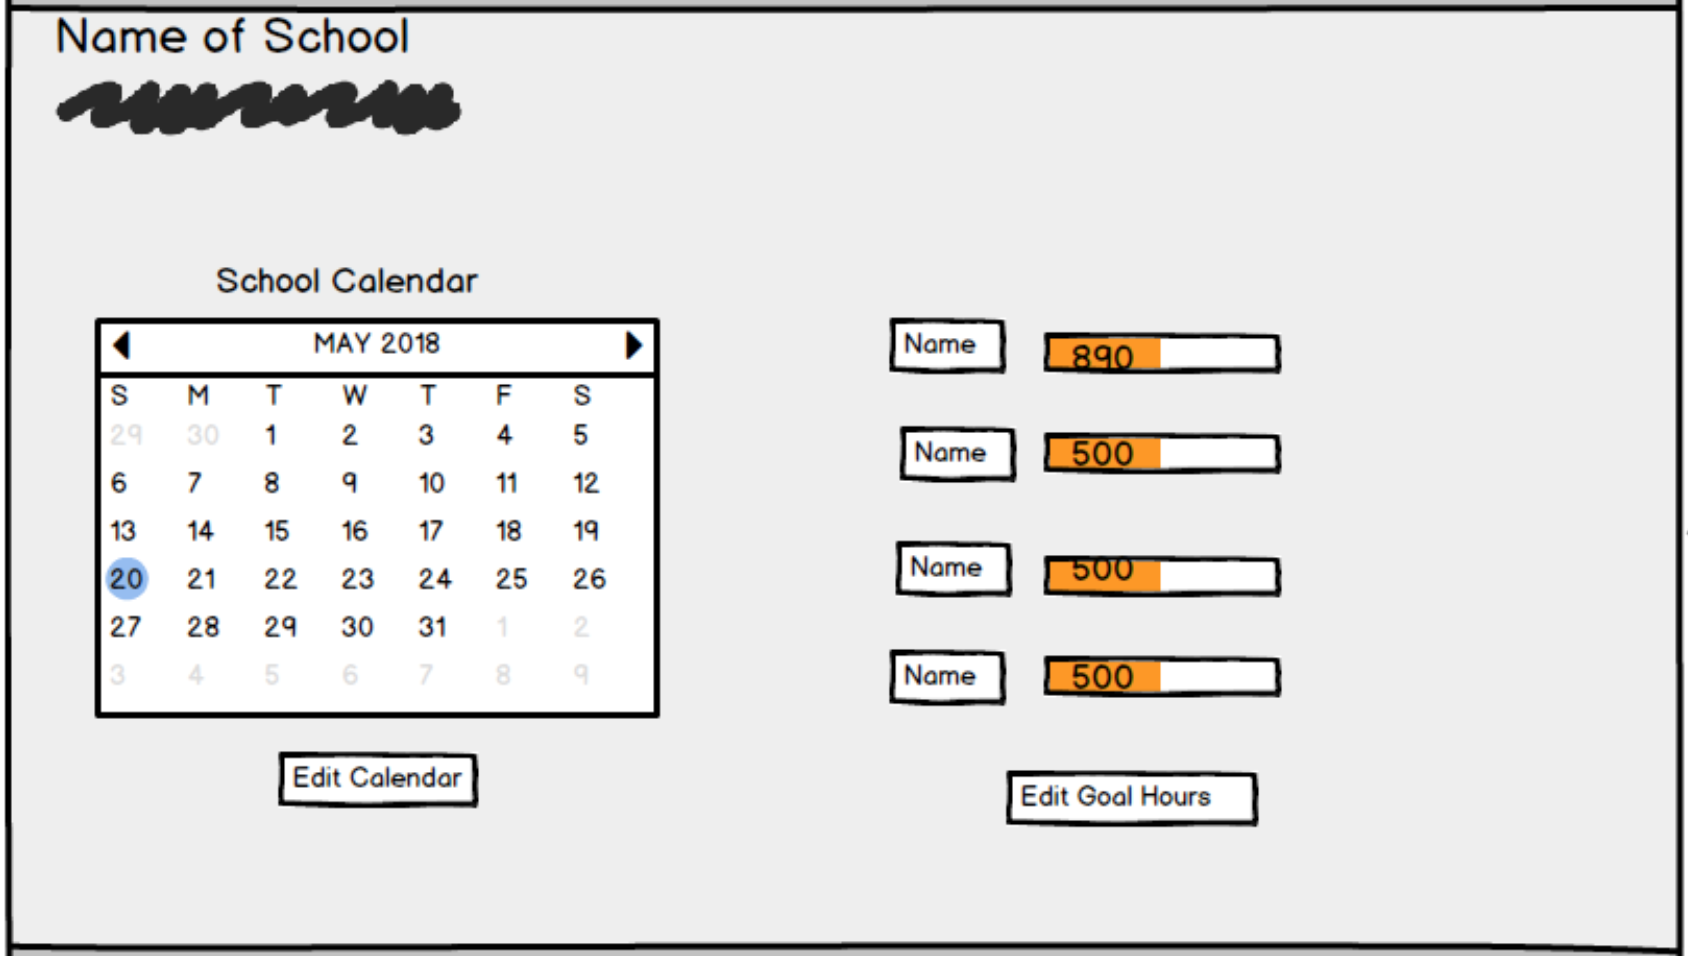 Name of School
School Calendar
MAY 2018
S M T W T F S
29 30 1 2 3 4 5
6 7 8 9 10 11 12
13 14 15 16 17 18 19
20 21 22 23 24 25 26
27 28 29 30 31 1 2
3 4 5 6 7 8 9
Edit Calendar
Name 890
Name 500
Name 500
Name 500
Edit Goal Hours